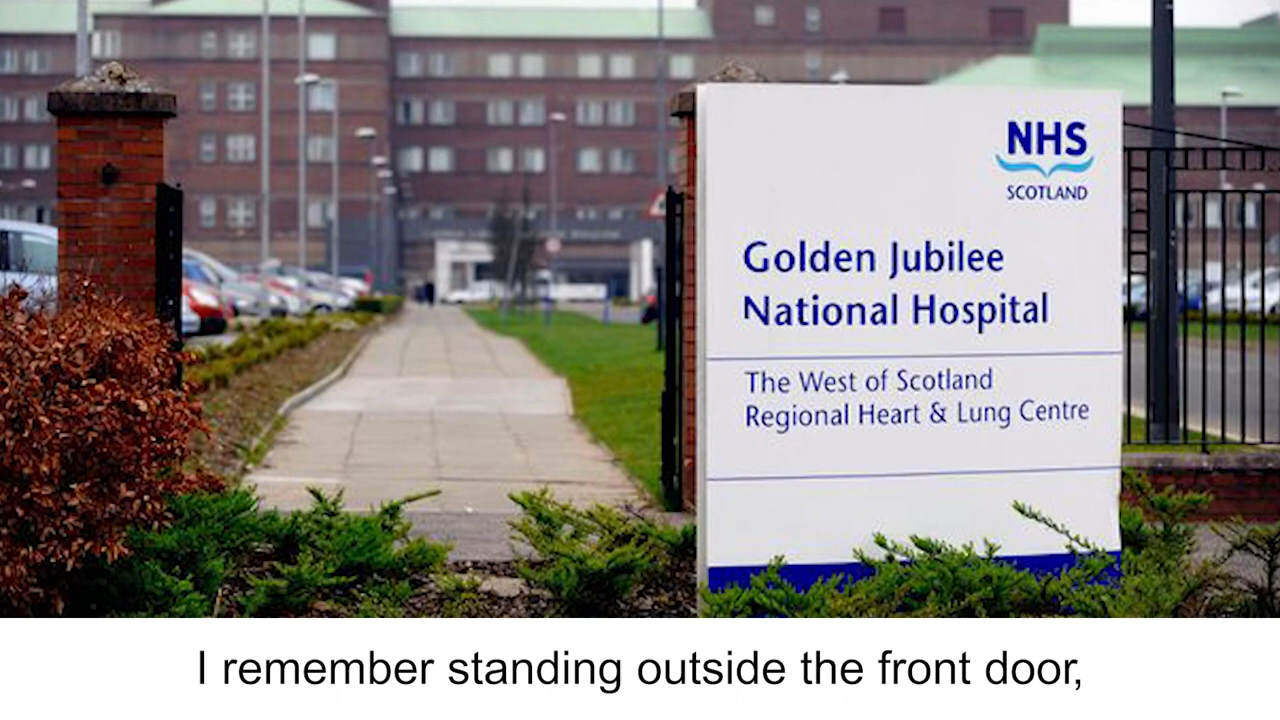 NHS
SCOTLAND
Golden Jubilee
National Hospital
The West of Scotland
Regional Heart & Lung Centre
I remember standing outside the front door,